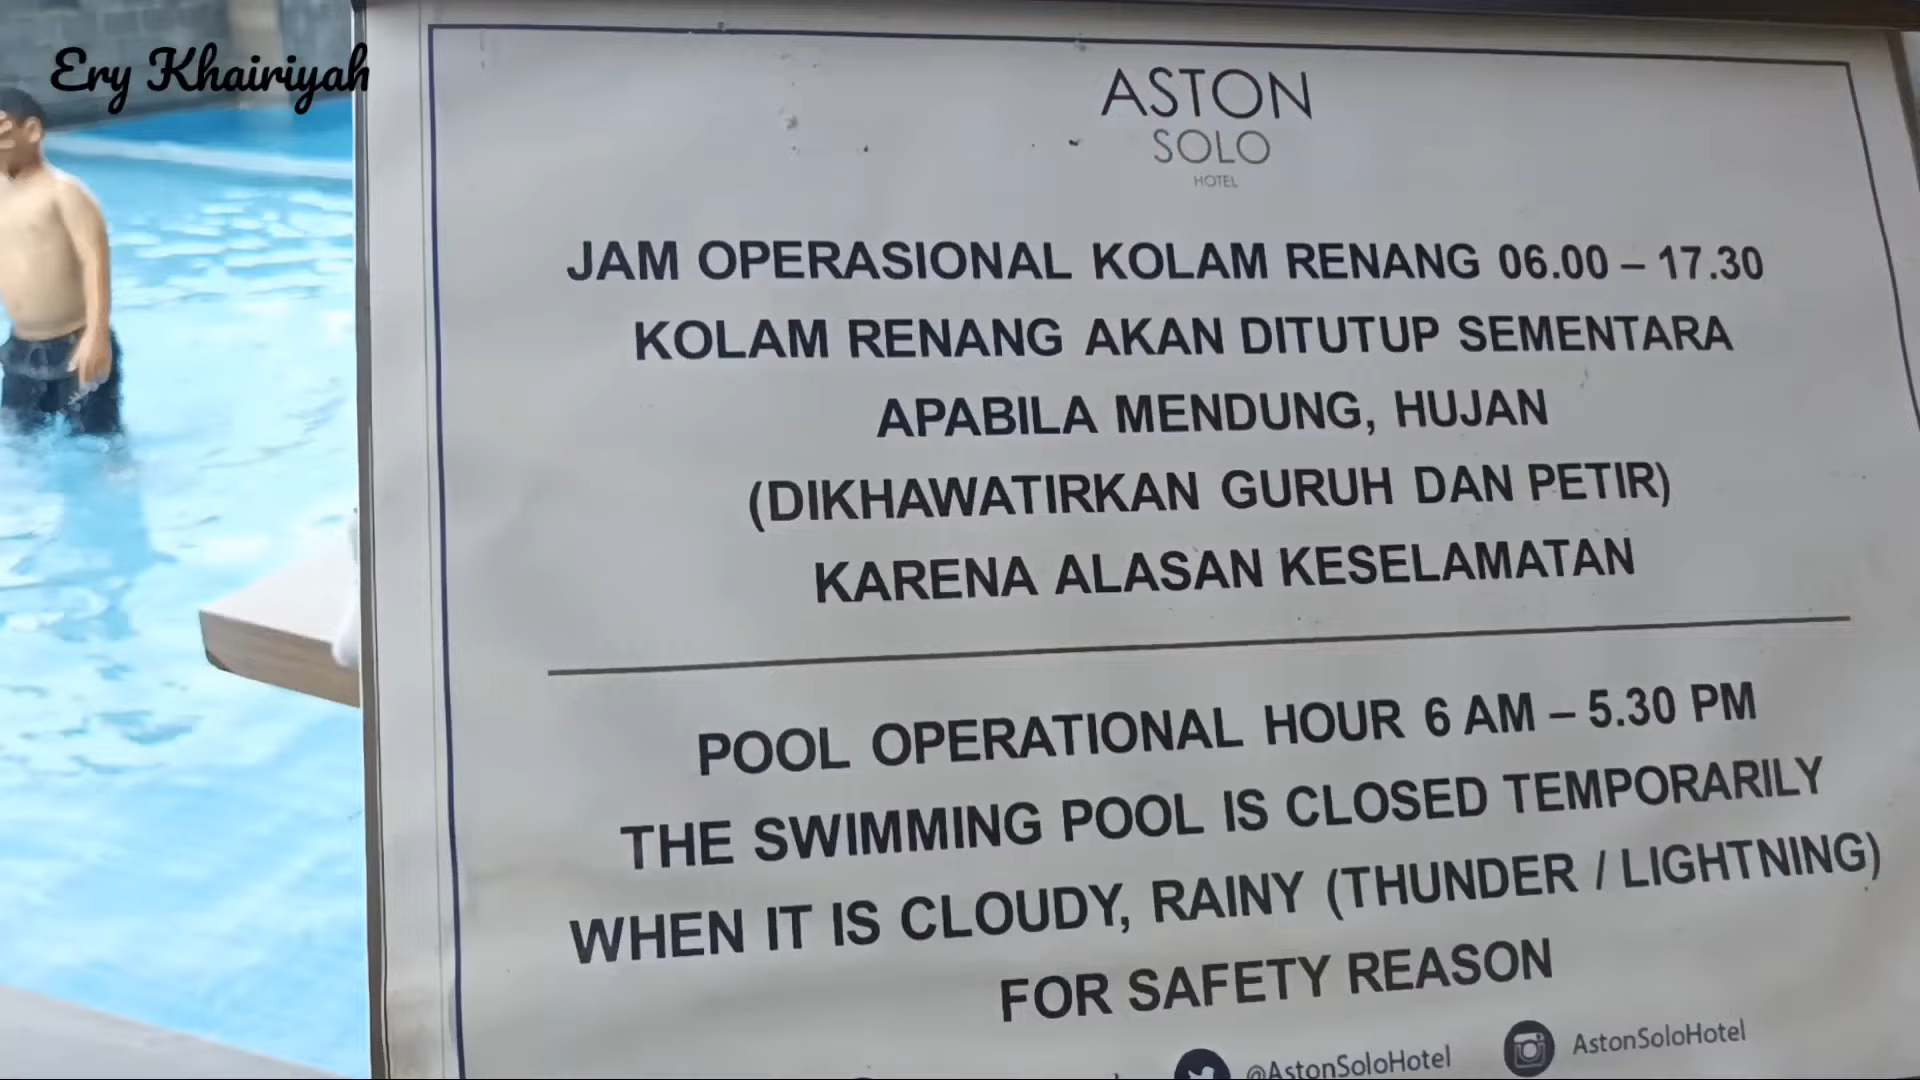 Ery Khairiyah
ASTON
SOLO
HOTEL
JAM OPERASIONAL KOLAM RENANG 06.00 – 17.30
KOLAM RENANG AKAN DITUTUP SEMENTARA
APABILA MENDUNG, HUJAN
(DIKHAWATIRKAN GURUH DAN PETIR)
KARENA ALASAN KESELAMATAN
POOL OPERATIONAL HOUR 6 AM – 5.30 PM
THE SWIMMING POOL IS CLOSED TEMPORARILY
WHEN IT IS CLOUDY, RAINY (THUNDER / LIGHTNING)
FOR SAFETY REASON
@AstonSoloHotel AstonSoloHotel